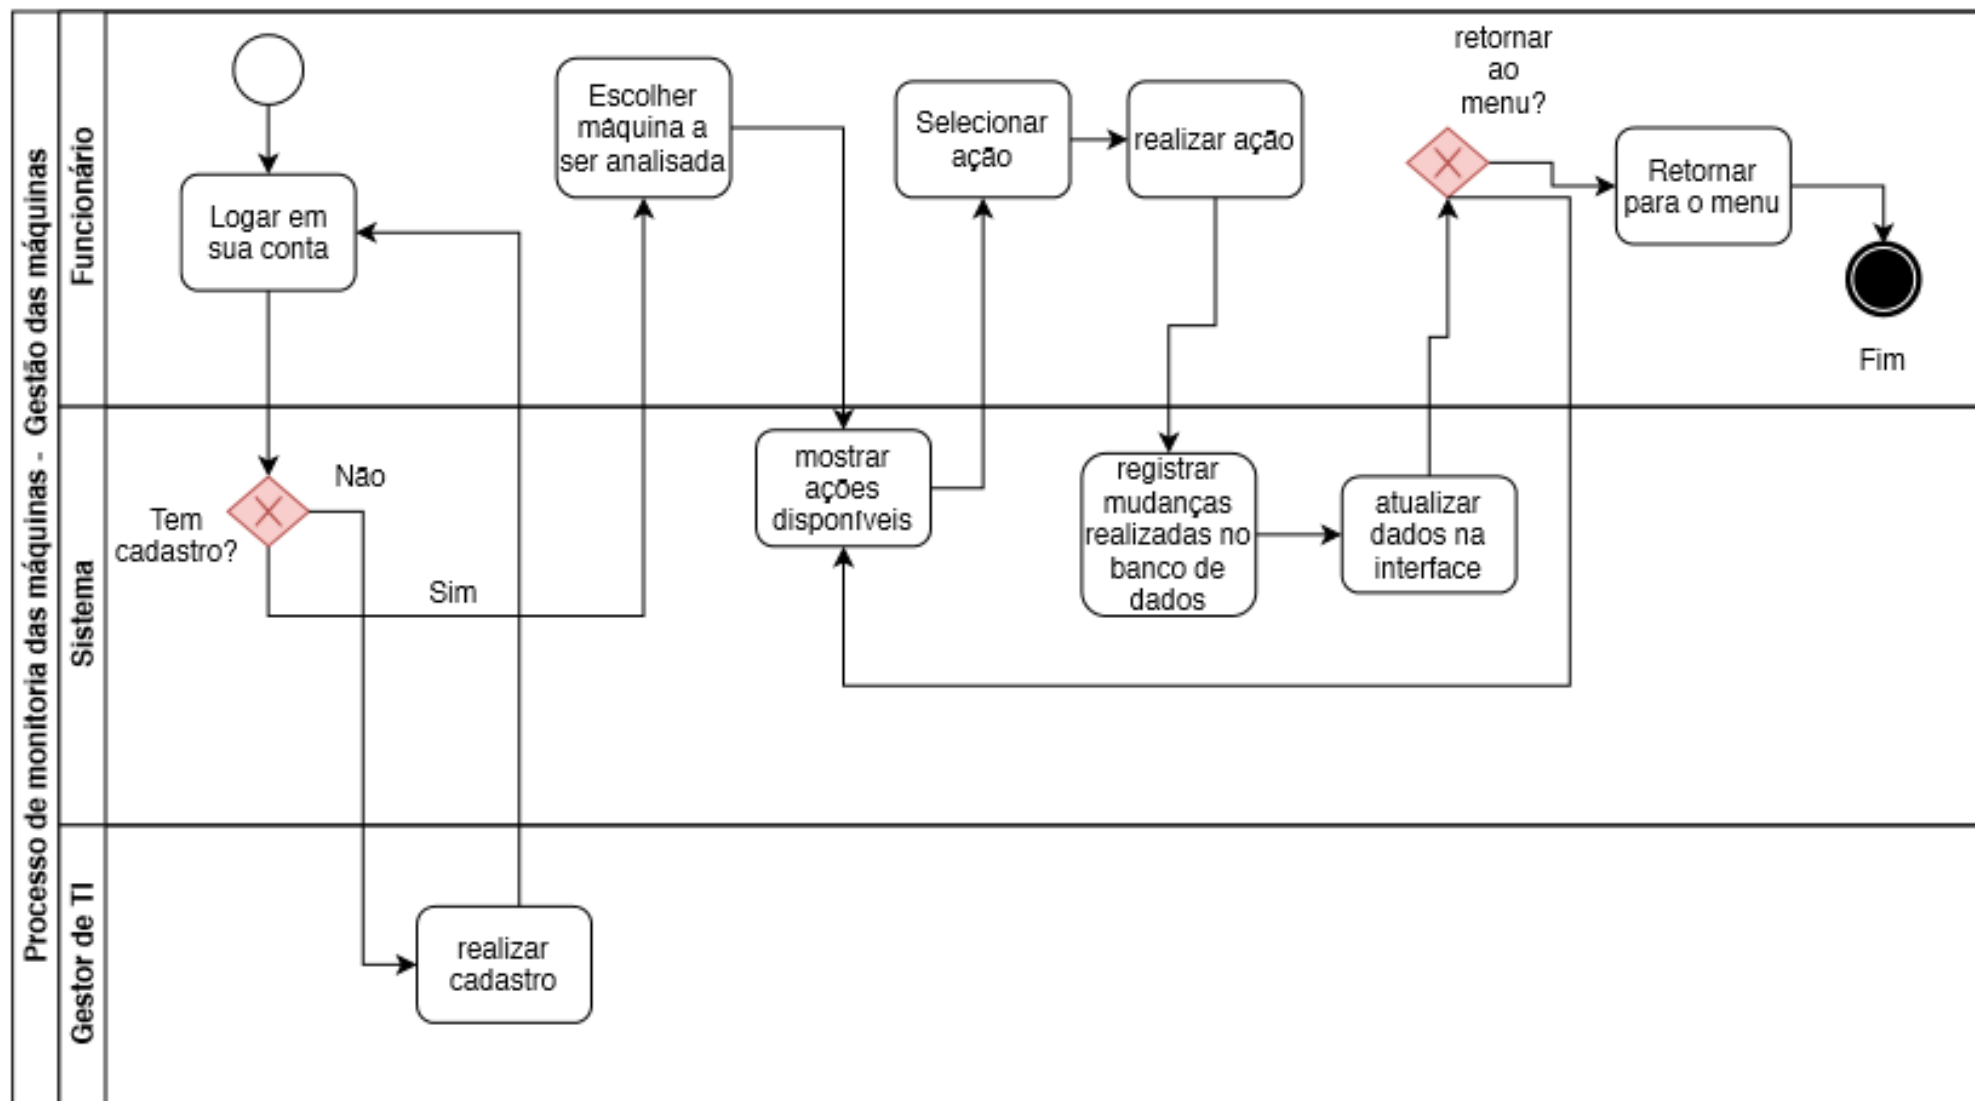 Processo de monitoria das máquinas - Gestão das máquinas
Funcionário
Logar em
sua conta
Escolher
máquina a
ser analisada
Selecionar
ação
realizar ação
retornar
ao
menu?
Retornar
para o menu
Fim
Sistema
Tem
cadastro?
Não
Sim
mostrar
ações
disponíveis
registrar
mudanças
realizadas no
banco de
dados
atualizar
dados na
interface
Gestor de TI
realizar
cadastro